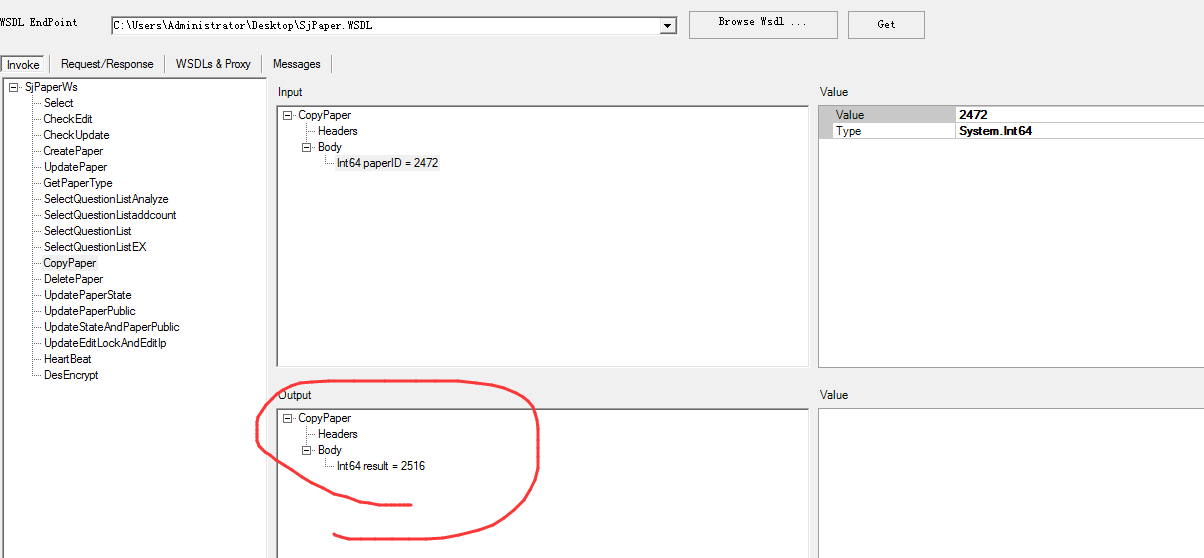 WSDL EndPoint
C:\Users\Administrator\Desktop\SjPaper.WSDL
Browse Wsdl ...
Get
Invoke
Request/Response
WSDLs & Proxy
Messages
SjPaperWs
Select
CheckEdit
CheckUpdate
CreatePaper
UpdatePaper
GetPaperType
SelectQuestionListAnalyze
SelectQuestionListaddcount
SelectQuestionList
SelectQuestionListEX
CopyPaper
DeletePaper
UpdatePaperState
UpdatePaperPublic
UpdateStateAndPaperPublic
UpdateEditLockAndEditIp
HeartBeat
DesEncrypt
Input
CopyPaper
Headers
Body
Int64 paperID = 2472
Value
Value 2472
Type System.Int64
Output
CopyPaper
Headers
Body
Int64 result = 2516
Value